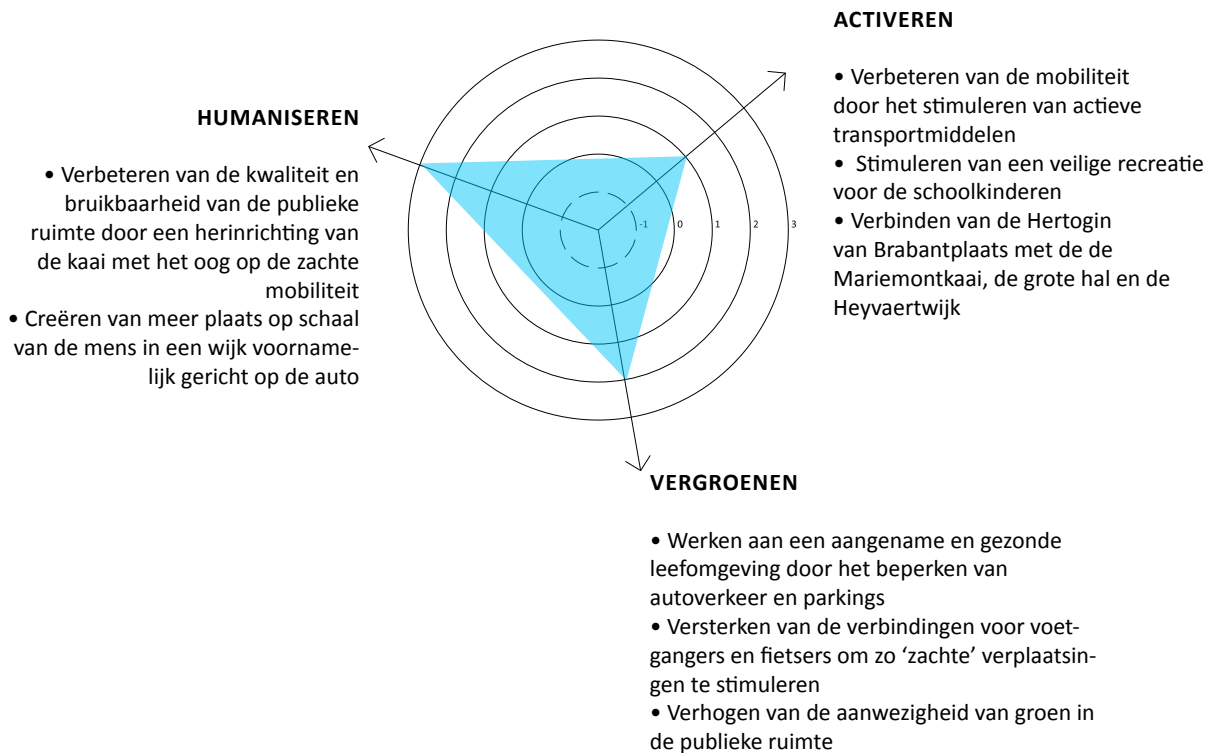 ACTIVEREN
• Verbeteren van de mobiliteit
door het stimuleren van actieve
transportmiddelen
•  Stimuleren van een veilige recreatie
voor de schoolkinderen
• Verbinden van de Hertogin
van Brabantplaats met de de
Mariemontkaai, de grote hal en de
Heyvaertwijk
HUMANISEREN
• Verbeteren van de kwaliteit en
bruikbaarheid van de publieke
ruimte door een herinrichting van
de kaai met het oog op de zachte
mobiliteit
• Creëren van meer plaats op schaal
van de mens in een wijk voorname-
lijk gericht op de auto
-1 0 1 2 3
VERGROENEN
• Werken aan een aangename en gezonde
leefomgeving door het beperken van
autoverkeer en parkings
• Versterken van de verbindingen voor voet-
gangers en fietsers om zo ‘zachte’ verplaatsin-
gen te stimuleren
• Verhogen van de aanwezigheid van groen in
de publieke ruimte